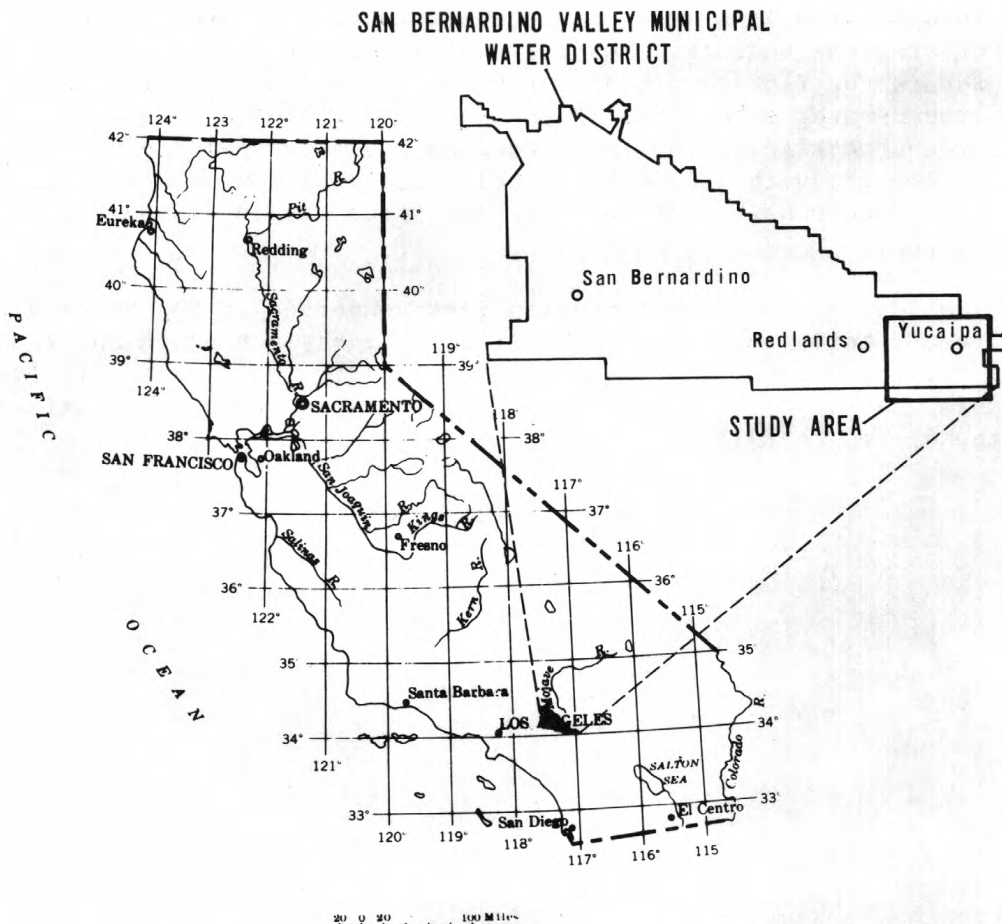 SAN BERNARDINO VALLEY MUNICIPAL
WATER DISTRICT
124° 123° 122° 121° 120°
42° 42°
Pit R.
41° 41°
Eureka
Redding
San Bernardino
40° 40°
Sacramento R.
Redlands
Yucaipa
PACIFIC
119°
39° 39°
124°
SACRAMENTO
118°
STUDY AREA
38° 38°
SAN FRANCISCO
Oakland
San Joaquin R.
117°
37° 37°
Kings R.
Fresno
Salinas R.
116°
36° 36°
Kern R.
122°
115°
OCEAN
35° 35°
R.
Mojave
Santa Barbara
LOS ANGELES
34° 34°
121°
Colorado R.
SALTON
SEA
33° 33°
San Diego
El Centro
120° 119° 118° 117° 116° 115
20 0 20 100 Miles